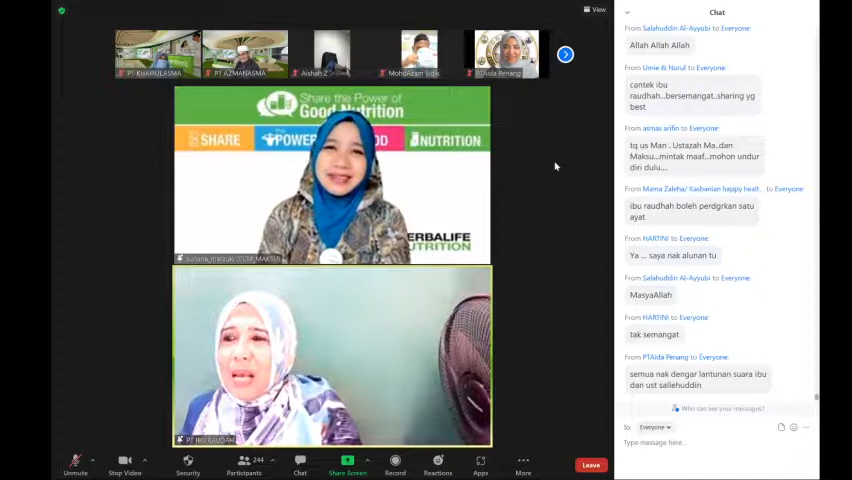 View
PT KHAIRULASMA
PT AZMANASMA
Aishah Z
MohdAzam Sidik
PTAida Penang
Share the Power of
Good Nutrition
SHARE
THE
POWER
NUTRITION
ERBALIFE
NUTRITION
PT IBU RAUDAH
Unmute
Stop Video
Security
Participants
244
Chat
Share Screen
Record
Reactions
Apps
More
Leave
Chat
From Salahuddin Al-Ayyubi to Everyone:
Allah Allah Allah
From Umie & Nurul to Everyone:
cantek ibu
raudhah...bersemangat..sharing yg
best
From asmas arifin to Everyone:
tq us Man . Ustazah Ma..dan
Maksu...mintak maaf...mohon undur
diri dulu....
From Mama Zaleha/ Kasbanian happy healt... to Everyone
ibu raudhah boleh perdgrkan satu
ayat
From HARTINI to Everyone:
Ya ... saya nak alunan tu
From Salahuddin Al-Ayyubi to Everyone:
MasyaAllah
From HARTINI to Everyone:
tak semangat
From PTAida Penang to Everyone:
semua nak dengar lantunan suara ibu
dan ust sallehuddin
Who can see your messages?
To: Everyone
Type message here...